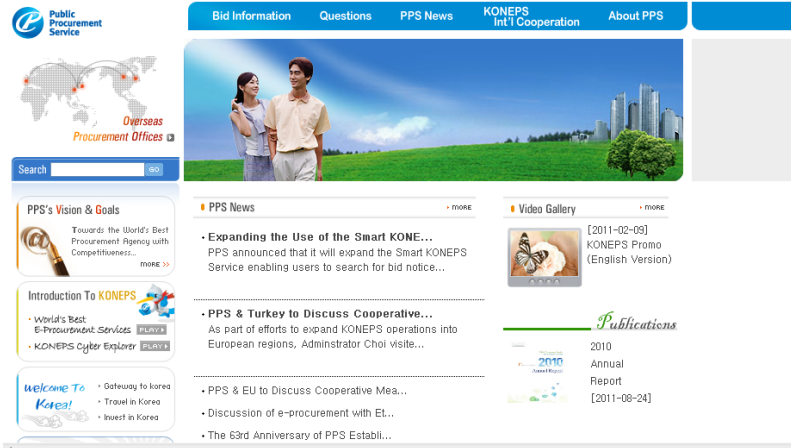 Public
Procurement
Service
Bid Information
Questions
PPS News
KONEPS
Int'l Cooperation
About PPS
Overseas
Procurement Offices
Search
GO
PPS's Vision & Goals
Towards the World's Best
Procurement Agency with
Competitiveness...
MORE >>
Introduction To KONEPS
World's Best
E-Procurement Services
PLAY
KONEPS Cyber Explorer
PLAY
Welcome To
Korea!
Gateway to korea
Travel in Korea
Invest in Korea
PPS News
MORE
Expanding the Use of the Smart KONE...
PPS announced that it will expand the Smart KONEPS
Service enabling users to search for bid notice...
PPS & Turkey to Discuss Cooperative...
As part of efforts to expand KONEPS operations into
European regions, Adminstrator Choi visite...
PPS & EU to Discuss Cooperative Mea...
Discussion of e-procurement with Et...
The 63rd Anniversary of PPS Establi...
Video Gallery
MORE
[2011-02-09]
KONEPS Promo
(English Version)
Publications
2010
Annual Report
2010
Annual
Report
[2011-08-24]